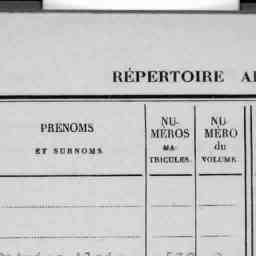 RÉPERTOIRE
PRENOMS
ET SURNOMS
NU-
MÉROS
MA-
TRICULES.
NU-
MÉRO
du
VOLUME